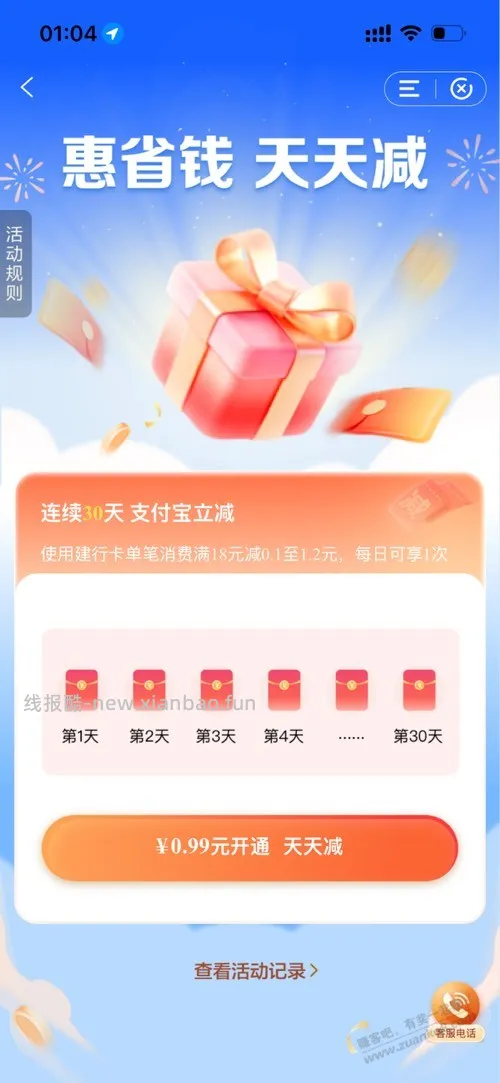 01:04
惠省钱 天天减
活动规则
连续30天 支付宝立减
使用建行卡单笔消费满18元减0.1至1.2元，每日可享1次
线报酷-new.xianbao.fun
第1天 第2天 第3天 第4天 ...... 第30天
¥0.99元开通 天天减
查看活动记录>
客服电话